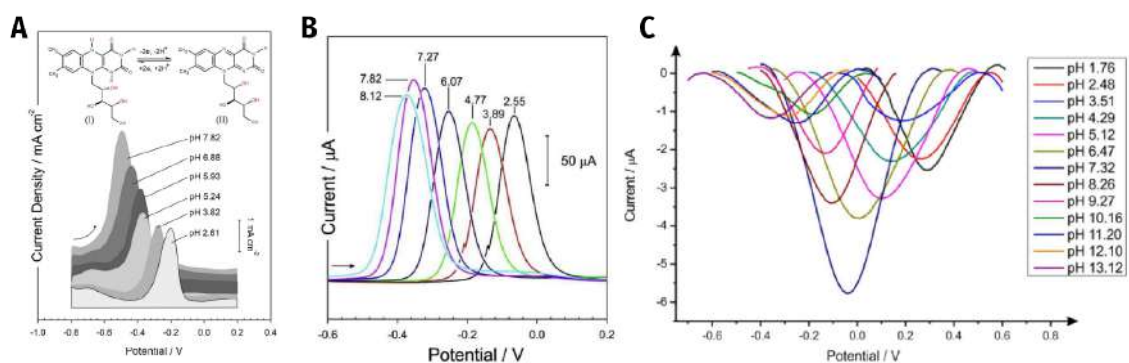 A
-2e, -2H⁺
+2e, +2H⁺
(I)
(II)
pH 7.82
pH 6.88
pH 5.93
pH 5.24
pH 3.82
pH 2.81
1 mA cm⁻²
Current Density / mA cm⁻²
-1.0 -0.8 -0.6 -0.4 -0.2 0.0 0.2 0.4
Potential / V
B
7.27
7.82
6.07
8.12
4.77
2.55
3.89
50 µA
Current / µA
-0.6 -0.4 -0.2 0.0 0.2
Potential / V
C
0
-1
-2
-3
-4
-5
-6
Current / µA
-0.6 -0.4 -0.2 0.0 0.2 0.4 0.6 0.8
Potential / V
pH 1.76
pH 2.48
pH 3.51
pH 4.29
pH 5.12
pH 6.47
pH 7.32
pH 8.26
pH 9.27
pH 10.16
pH 11.20
pH 12.10
pH 13.12